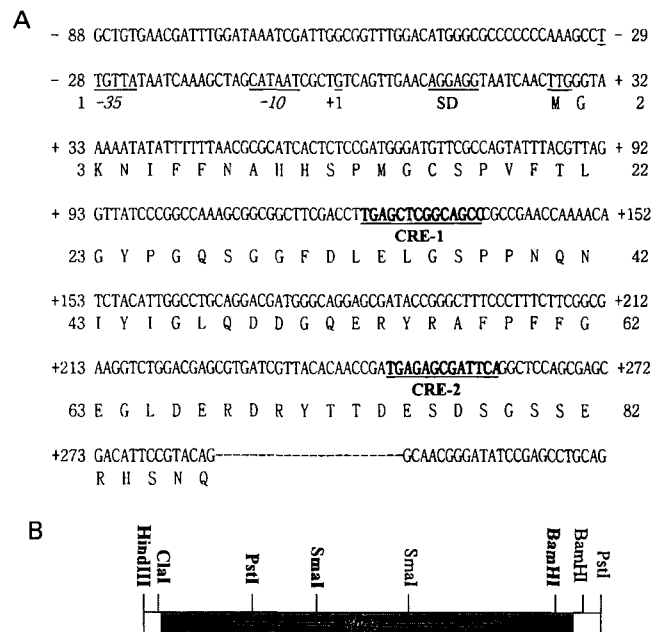 A
- 88 GCTGTGAACGATTTGGATAAATCGATTGGCGGTTTGGACATGGGCGCCCCCCCAAAGCCT - 29
- 28 TGTTATAATCAAAGCTAGCATAATCGCTGTCAGTTGAACAGGAGGTAATCAACTTGGGTA + 32
1 -35 -10 +1 SD M G 2
+ 33 AAAATATATTTTTTAACGCGCATCACTCTCCGATGGGATGTTCGCCAGTATTTACGTTAG + 92
3 K N I F F N A H H S P M G C S P V F T L 22
+ 93 GTTATCCCGGCCAAAGCGGCGGCTTCGACCTTGAGCTCGGCAGCCCGCCGAACCAAAACA +152
CRE-1
23 G Y P G Q S G G F D L E L G S P P N Q N 42
+153 TCTACATTGGCCTGCAGGACGATGGGCAGGAGCGATACCGGGCTTTCCCTTTCTTCGGCG +212
43 I Y I G L Q D D G Q E R Y R A F P F F G 62
+213 AAGGTCTGGACGAGCGTGATCGTTACACAACCGATGAGAGCGATTCAGGCTCCAGCGAGC +272
CRE-2
63 E G L D E R D R Y T T D E S D S G S S E 82
+273 GACATTCCGTACAG--------------------GCAACGGGATATCCGAGCCTGCAG
R H S N Q
B
HindIII ClaI PstI SmaI SmaI BamHI BamHI PstI